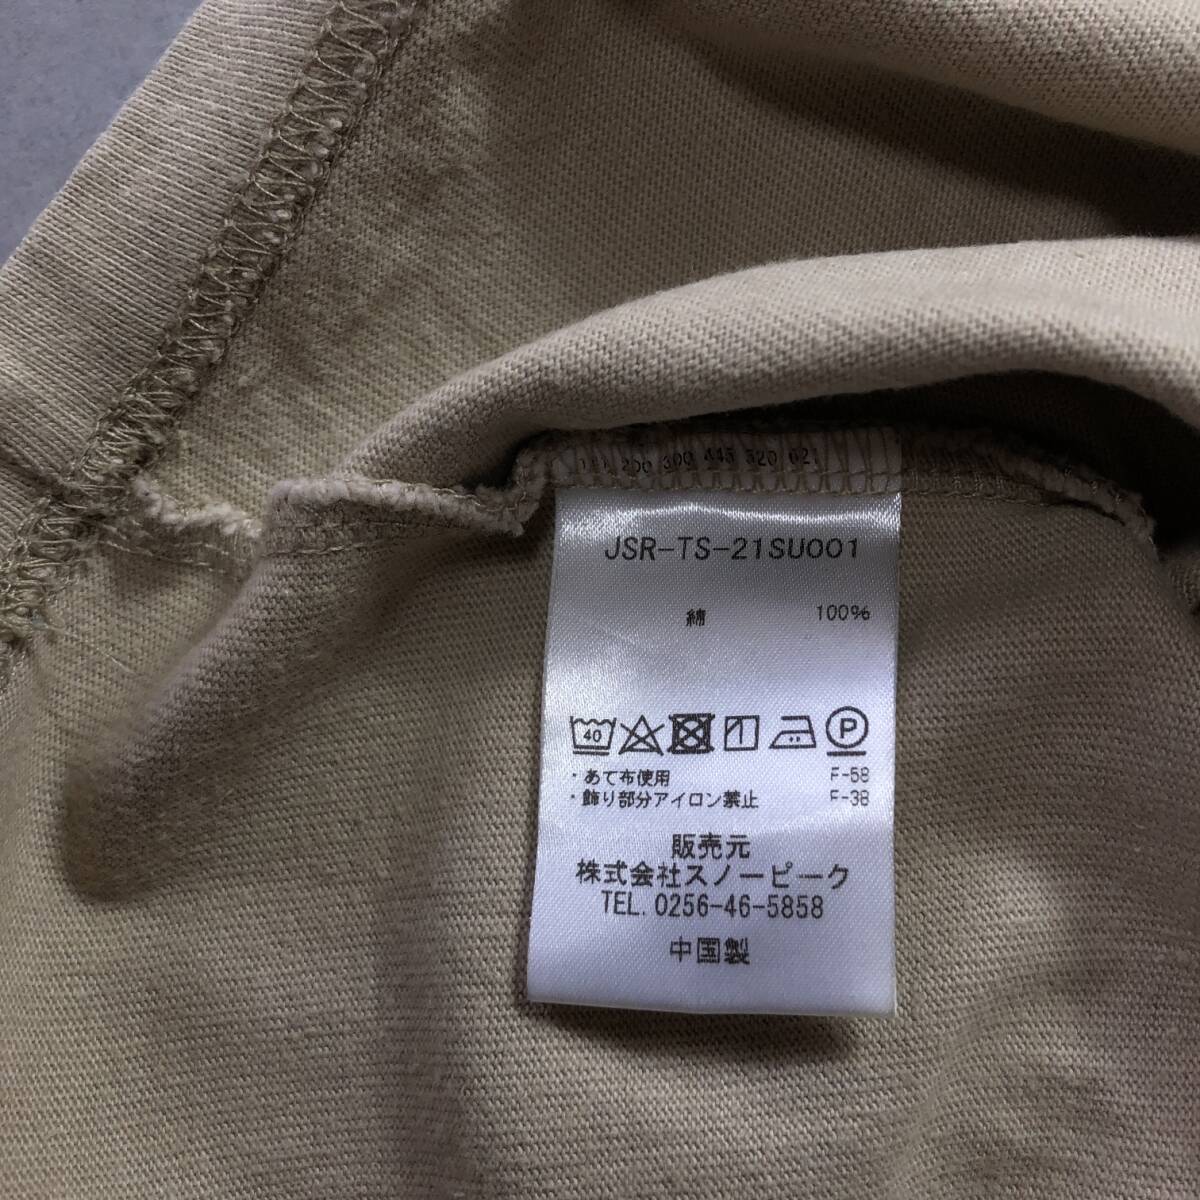 JSR-TS-21SU001
綿 100%
40 P
・あて布使用 F-58
・飾り部分アイロン禁止 F-38
販売元
株式会社スノーピーク
TEL. 0256-46-5858
中国製